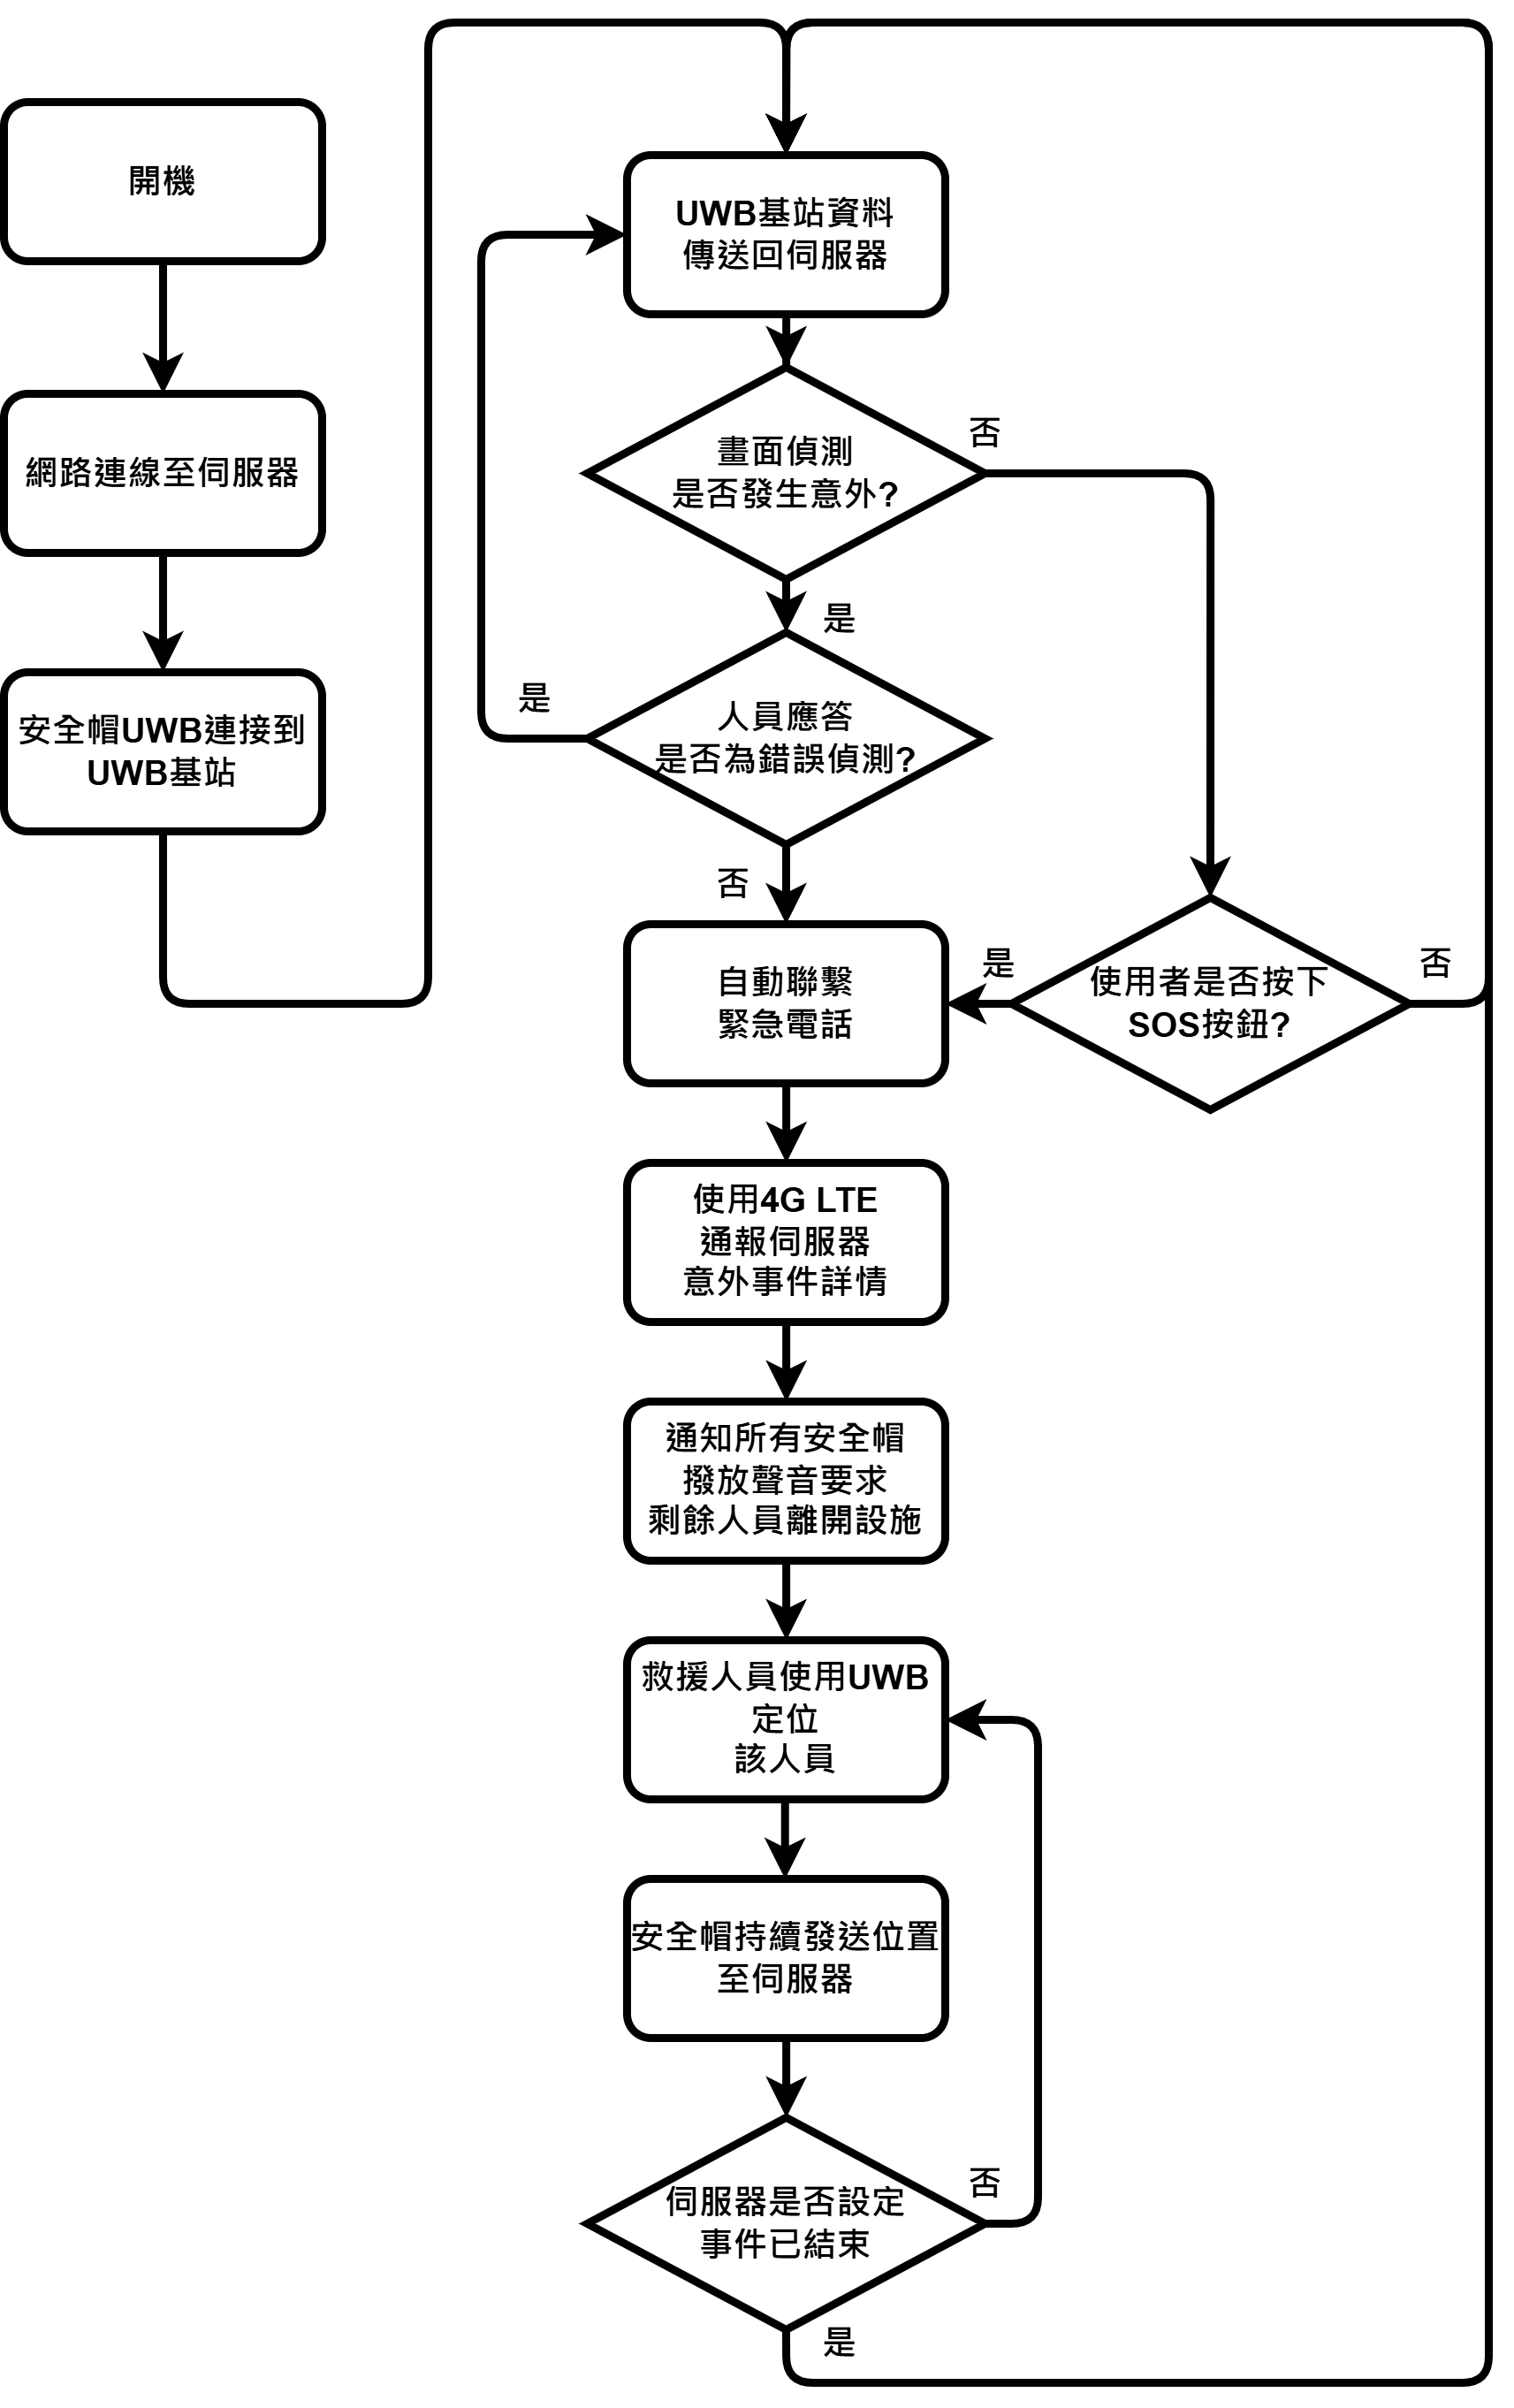 開機
網路連線至伺服器
安全帽UWB連接到
UWB基站
UWB基站資料
傳送回伺服器
畫面偵測
是否發生意外?
否
是
人員應答
是否為錯誤偵測?
是
否
自動聯繫
緊急電話
使用者是否按下
SOS按鈕?
是
否
使用4G LTE
通報伺服器
意外事件詳情
通知所有安全帽
撥放聲音要求
剩餘人員離開設施
救援人員使用UWB
定位
該人員
安全帽持續發送位置
至伺服器
伺服器是否設定
事件已結束
否
是